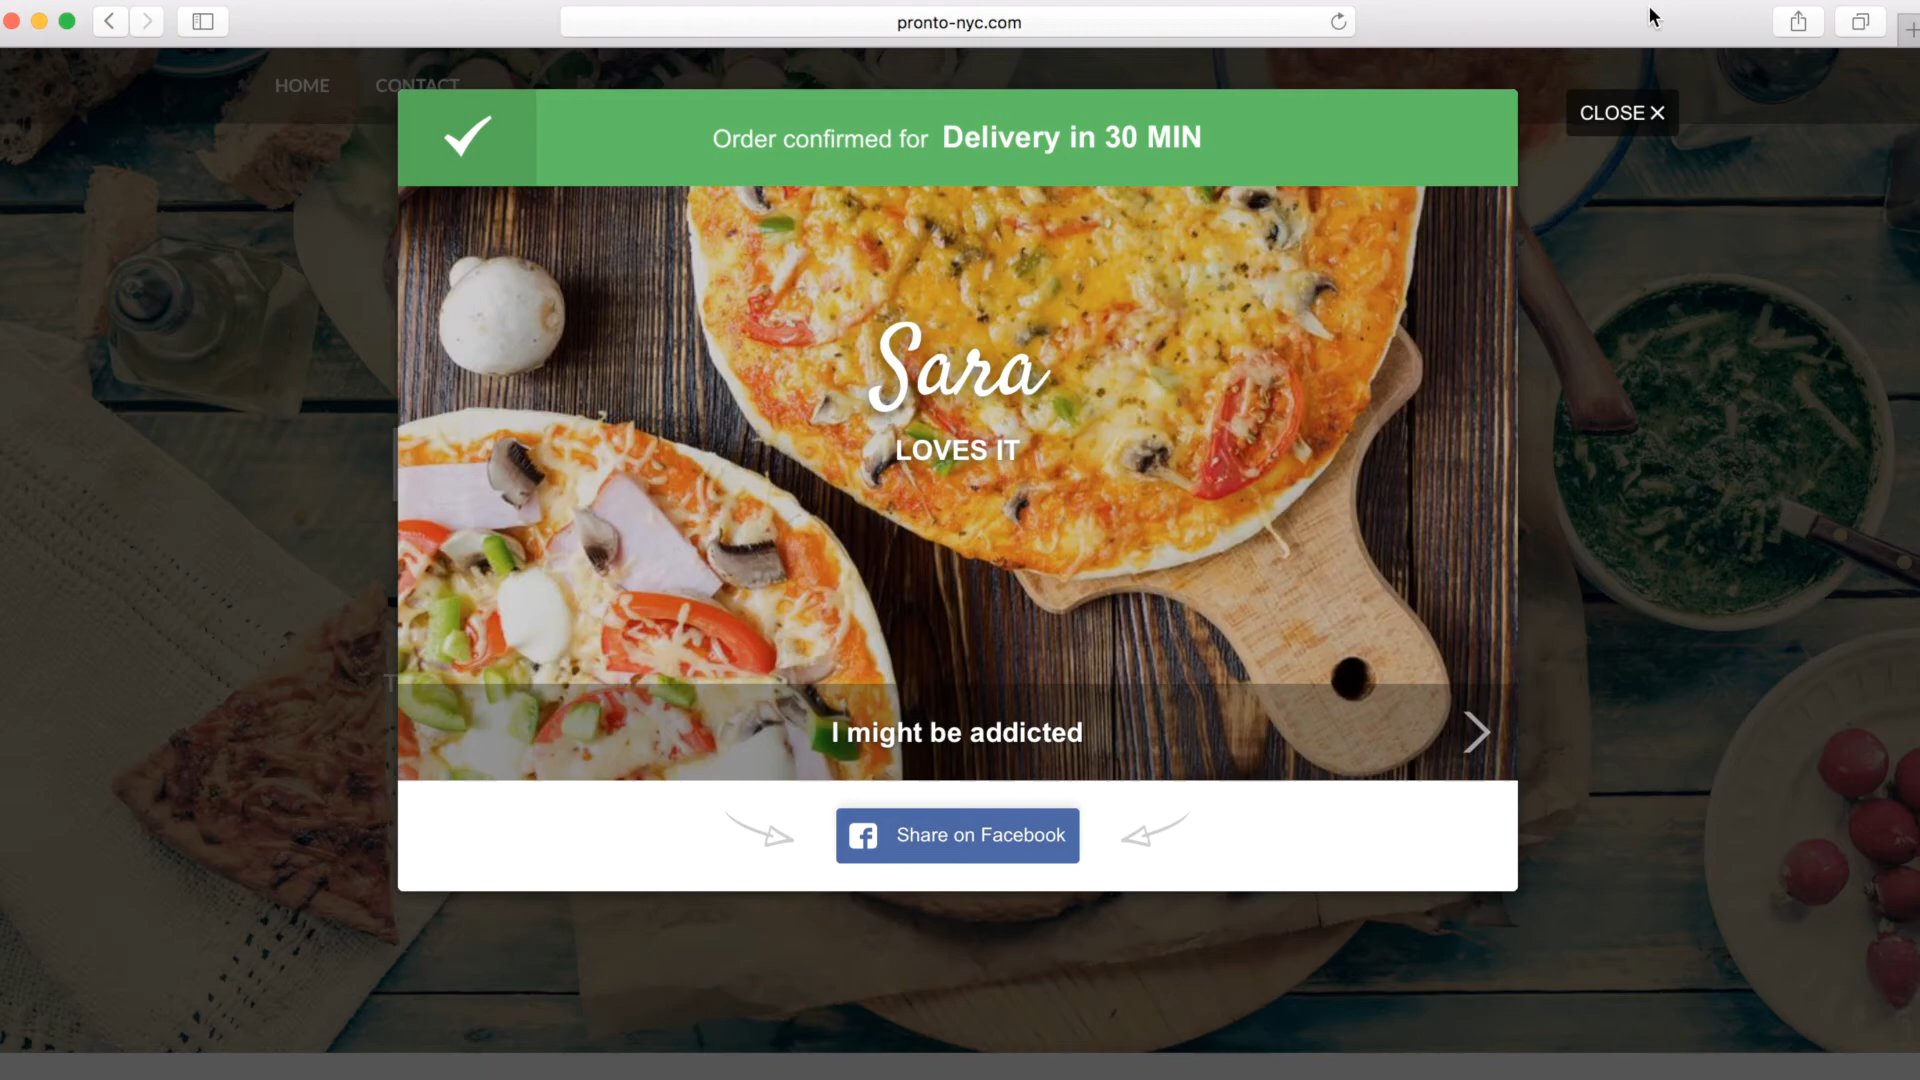 pronto-nyc.com
HOME CONTACT
CLOSE
Order confirmed for Delivery in 30 MIN
Sara
LOVES IT
I might be addicted
Share on Facebook